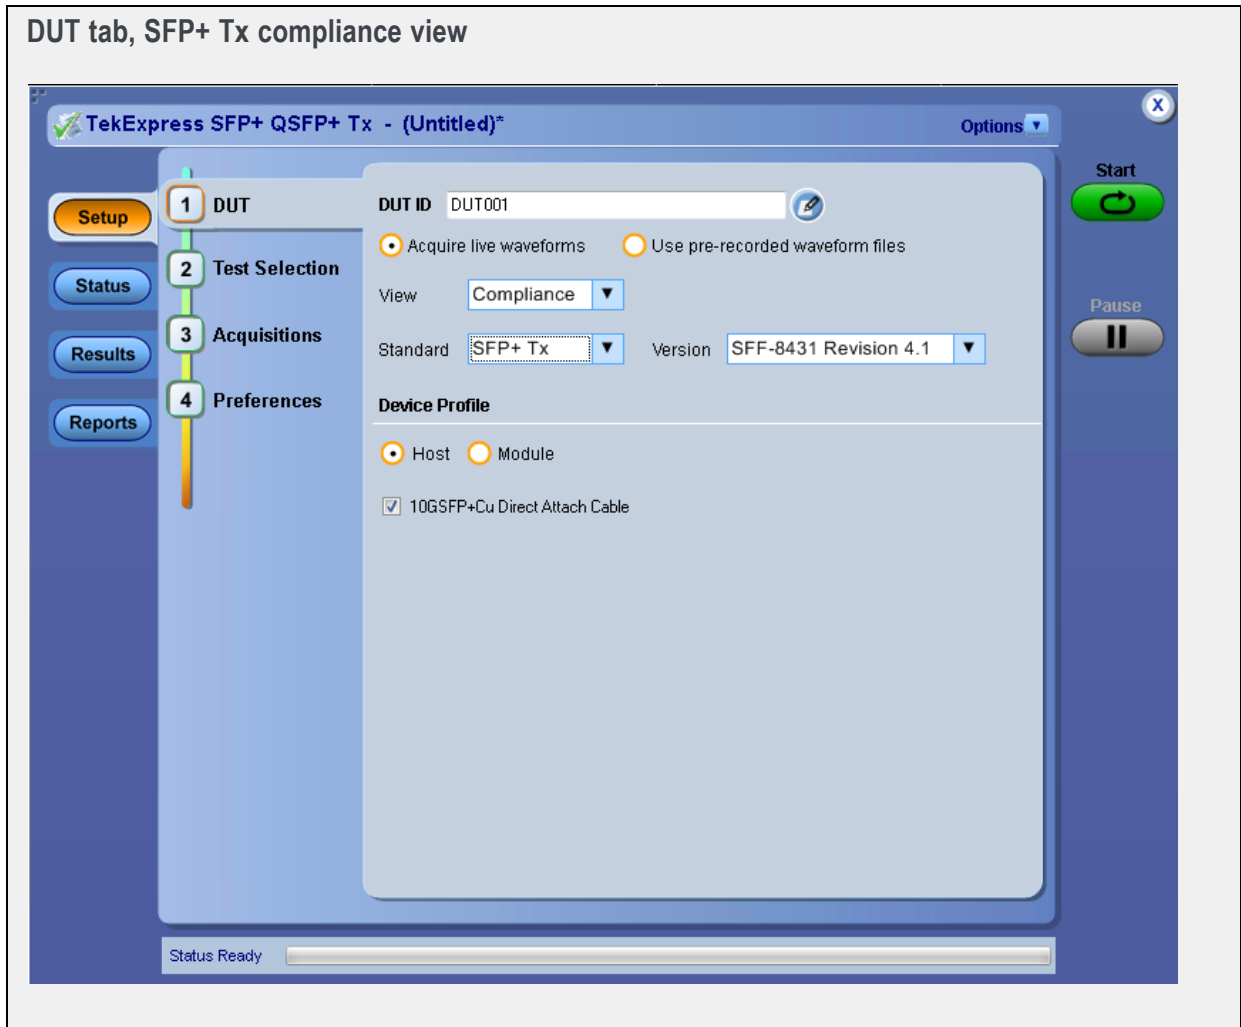 DUT tab, SFP+ Tx compliance view
TekExpress SFP+ QSFP+ Tx - (Untitled)*
Options
X
Start
Setup
1 DUT
DUT ID DUT001
Acquire live waveforms
Use pre-recorded waveform files
2 Test Selection
Status
View Compliance
Pause
3 Acquisitions
Results
Standard SFP+ Tx
Version SFF-8431 Revision 4.1
4 Preferences
Device Profile
Reports
Host
Module
10GSFP+Cu Direct Attach Cable
Status Ready